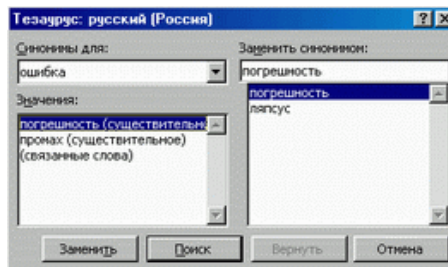 Тезаурус: русский (Россия)
Синонимы для:
ошибка
Значения:
погрешность (существительно
промах (существительное)
(связанные слова)
Заменить синонимом:
погрешность
погрешность
ляпсус
Заменить
Поиск
Вернуть
Отмена